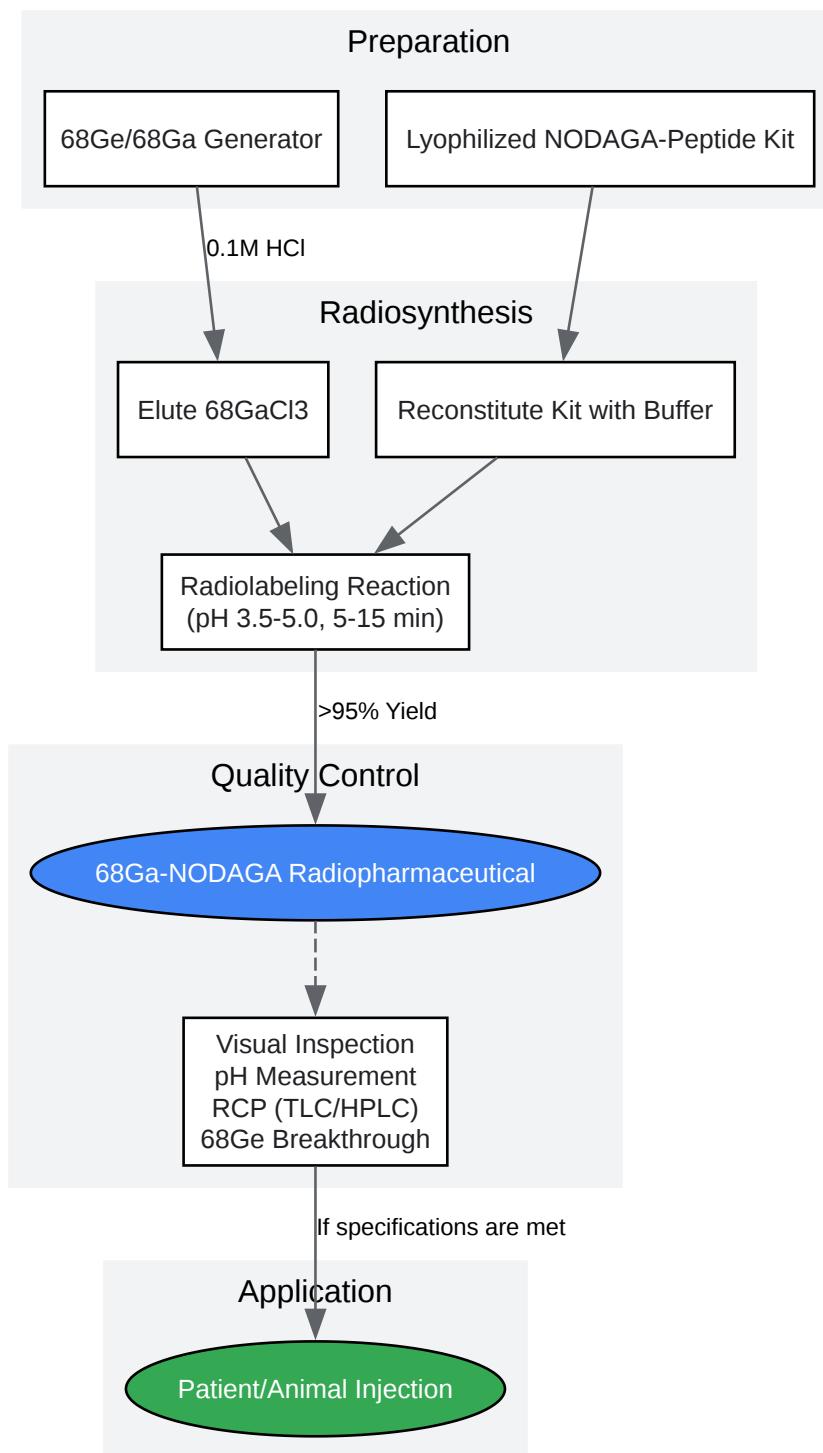 Preparation
68Ge/68Ga Generator
Lyophilized NODAGA-Peptide Kit
0.1M HCl
Radiosynthesis
Elute 68GaCl3
Reconstitute Kit with Buffer
Radiolabeling Reaction
(pH 3.5-5.0, 5-15 min)
>95% Yield
Quality Control
68Ga-NODAGA Radiopharmaceutical
Visual Inspection
pH Measurement
RCP (TLC/HPLC)
68Ge Breakthrough
If specifications are met
Application
Patient/Animal Injection